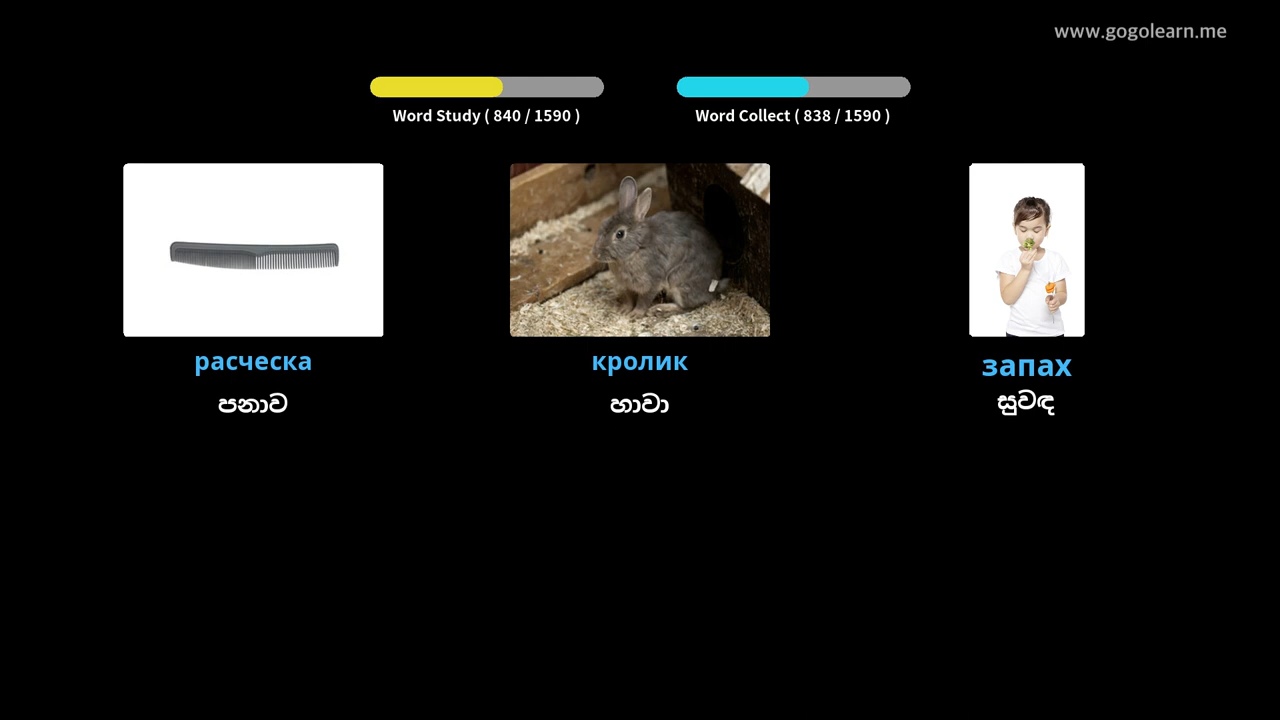 www.gogolearn.me
Word Study ( 840 / 1590 )
Word Collect ( 838 / 1590 )
расческа
кролик
запах
පනාව
හාවා
සුවඳ